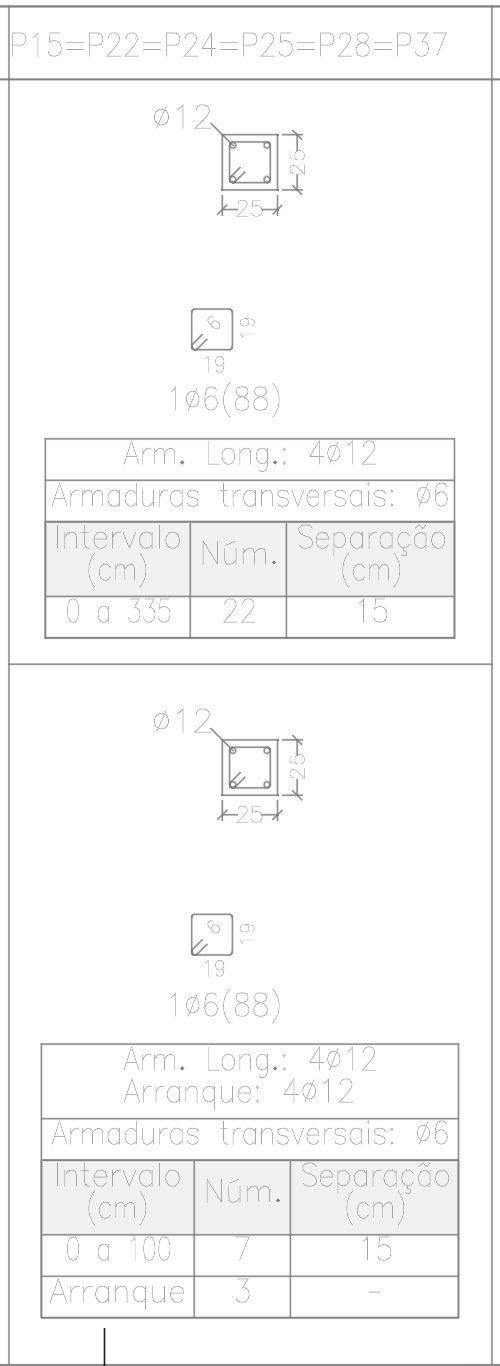 P15=P22=P24=P25=P28=P37
ø12
25
25
6
19
19
1ø6(88)
Arm. Long.: 4ø12
Armaduras transversais: ø6
Intervalo (cm) Núm. Separação (cm)
0 a 335 22 15
ø12
25
25
6
19
19
1ø6(88)
Arm. Long.: 4ø12
Arranque: 4ø12
Armaduras transversais: ø6
Intervalo (cm) Núm. Separação (cm)
0 a 100 7 15
Arranque 3 -